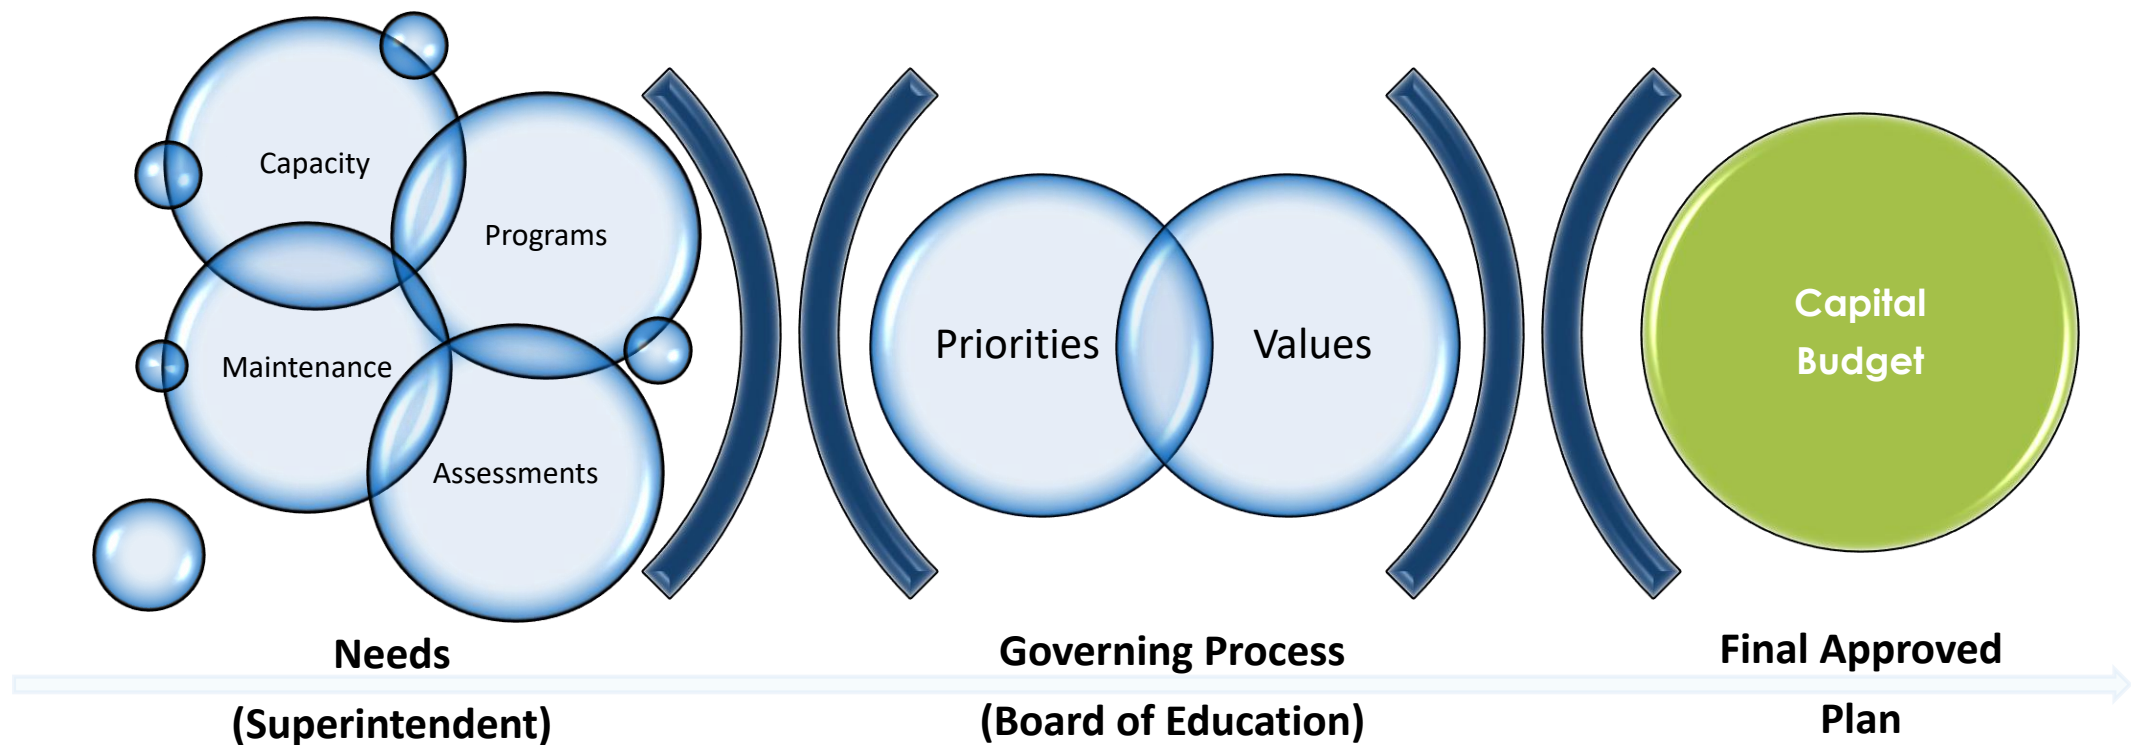 Capacity
Programs
Maintenance
Assessments
Priorities
Values
Capital
Budget
Needs
(Superintendent)
Governing Process
(Board of Education)
Final Approved
Plan